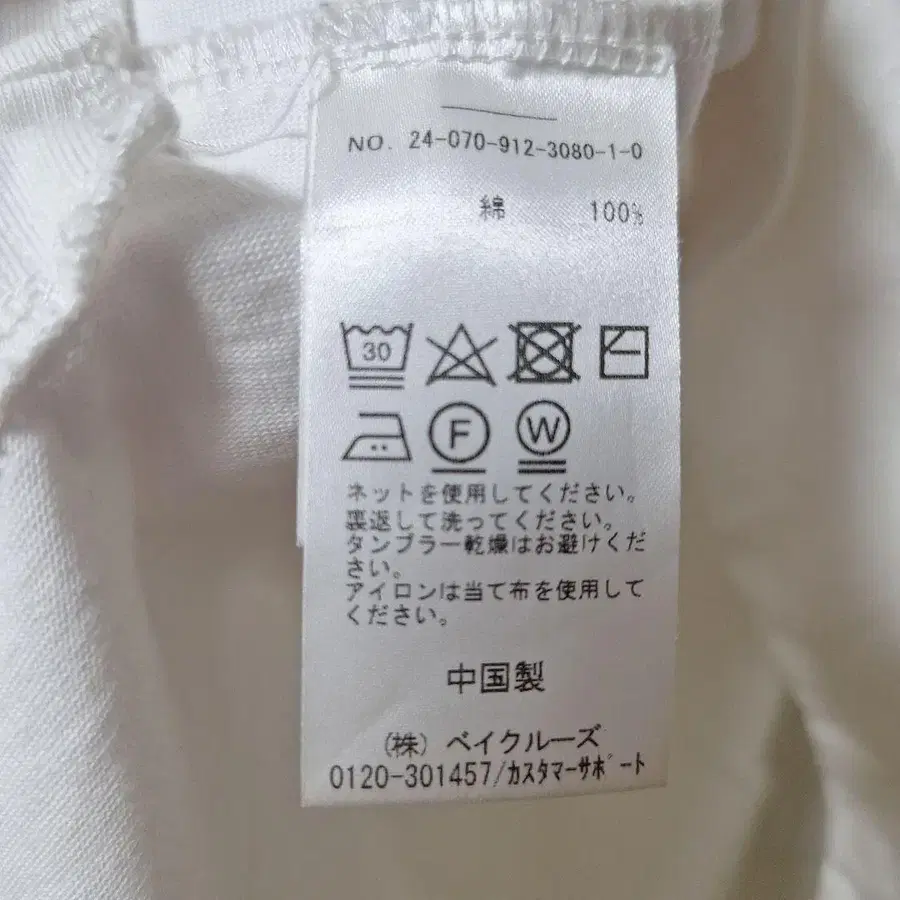 NO. 24-070-912-3080-1-0
綿 100%
30
F W
ネットを使用してください。
裏返して洗ってください。
タンブラー乾燥はお避けくだ
さい。
アイロンは当て布を使用して
ください。
中国製
(株) ベイクルーズ
0120-301457/カスタマーサポート